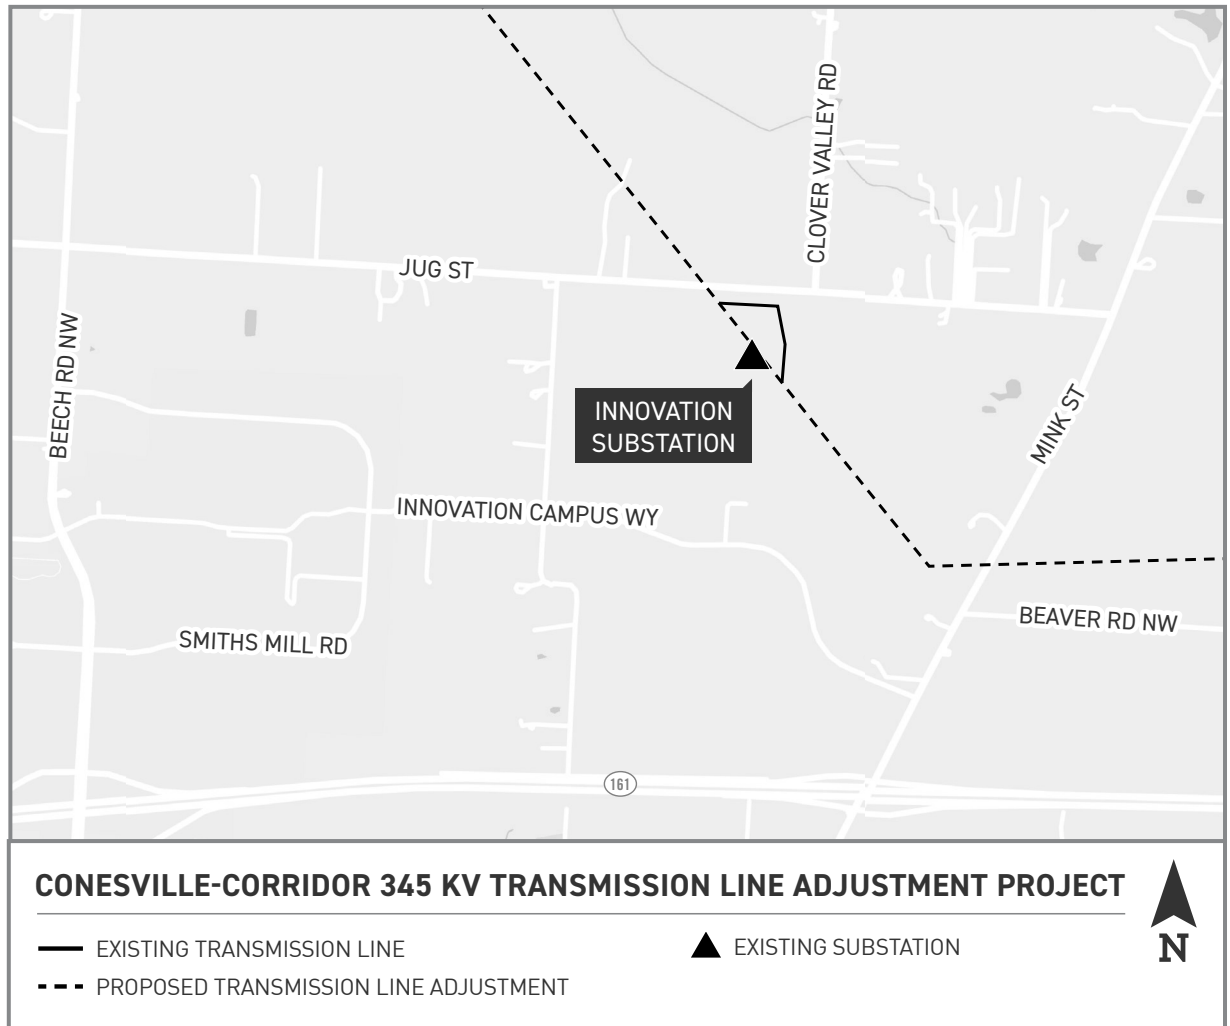 CLOVER VALLEY RD
JUG ST
BEECH RD NW
INNOVATION
SUBSTATION
MINK ST
INNOVATION CAMPUS WY
BEAVER RD NW
SMITHS MILL RD
161
CONESVILLE-CORRIDOR 345 KV TRANSMISSION LINE ADJUSTMENT PROJECT
EXISTING TRANSMISSION LINE
EXISTING SUBSTATION
PROPOSED TRANSMISSION LINE ADJUSTMENT
N